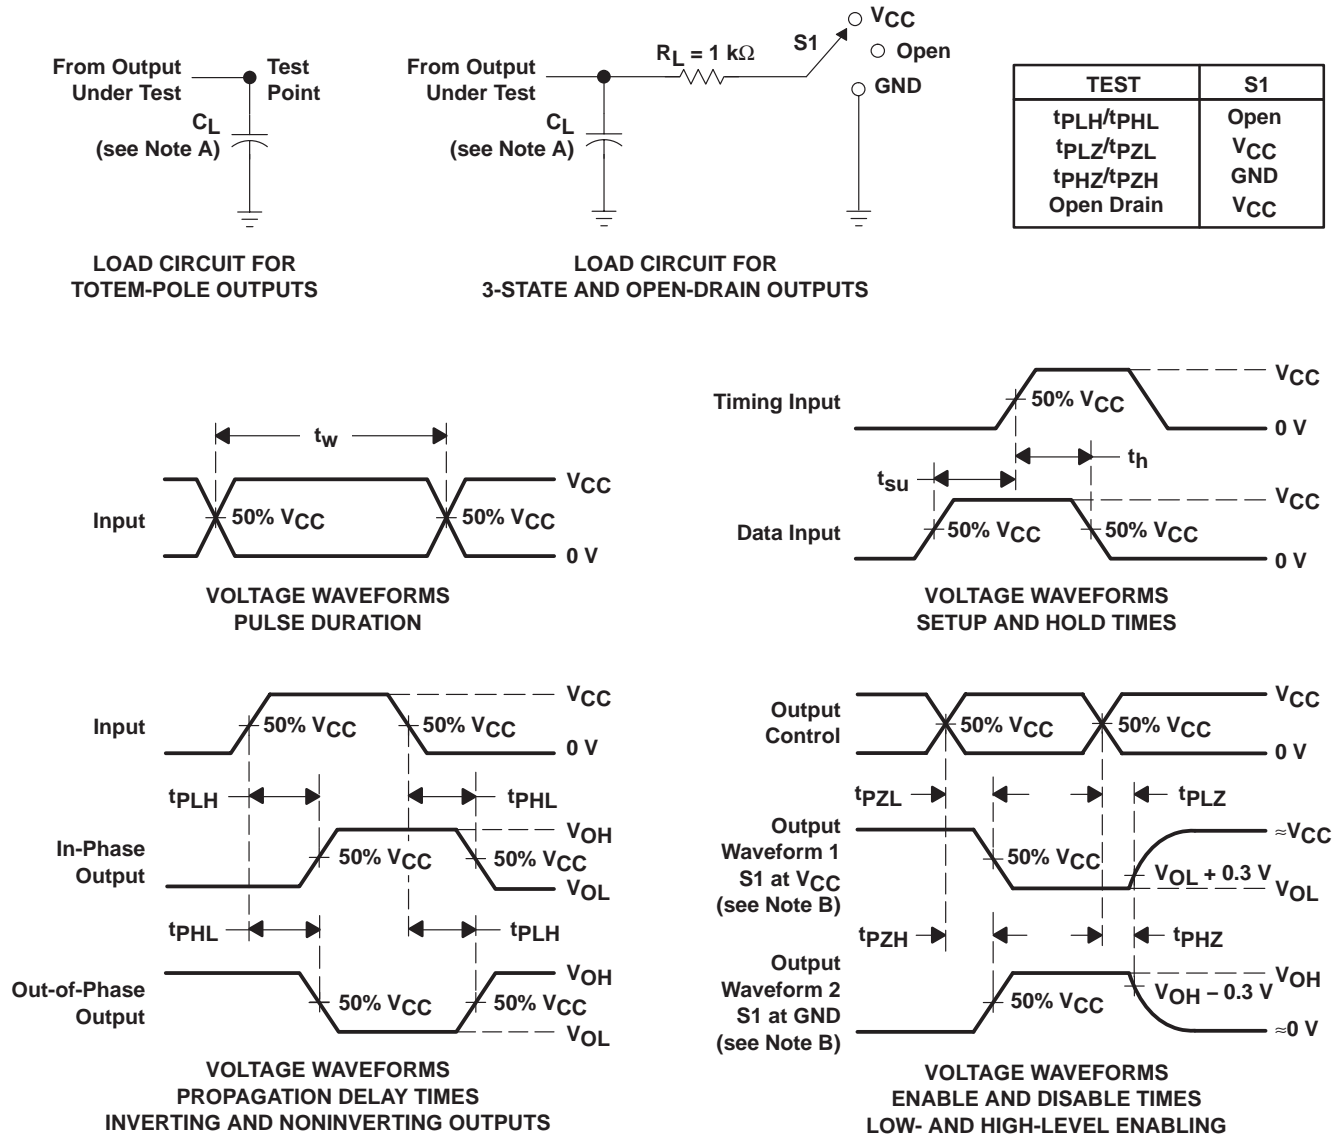 From Output
Under Test
Test
Point
CL
(see Note A)
LOAD CIRCUIT FOR
TOTEM-POLE OUTPUTS
From Output
Under Test
CL
(see Note A)
RL = 1 kΩ
S1
VCC
Open
GND
LOAD CIRCUIT FOR
3-STATE AND OPEN-DRAIN OUTPUTS
TEST S1
tPLH/tPHL Open
tPLZ/tPZL VCC
tPHZ/tPZH GND
Open Drain VCC
tw
Input
50% VCC
50% VCC
VCC
0 V
VOLTAGE WAVEFORMS
PULSE DURATION
Timing Input
50% VCC
VCC
0 V
tsu
th
Data Input
50% VCC
50% VCC
VCC
0 V
VOLTAGE WAVEFORMS
SETUP AND HOLD TIMES
Input
50% VCC
50% VCC
VCC
0 V
tPLH
tPHL
In-Phase
Output
50% VCC
50% VCC
VOH
VOL
tPHL
tPLH
Out-of-Phase
Output
50% VCC
50% VCC
VOH
VOL
VOLTAGE WAVEFORMS
PROPAGATION DELAY TIMES
INVERTING AND NONINVERTING OUTPUTS
Output
Control
50% VCC
50% VCC
VCC
0 V
tPZL
tPLZ
Output
Waveform 1
S1 at VCC
(see Note B)
50% VCC
VOL + 0.3 V
≈VCC
VOL
tPZH
tPHZ
Output
Waveform 2
S1 at GND
(see Note B)
50% VCC
VOH − 0.3 V
VOH
≈0 V
VOLTAGE WAVEFORMS
ENABLE AND DISABLE TIMES
LOW- AND HIGH-LEVEL ENABLING